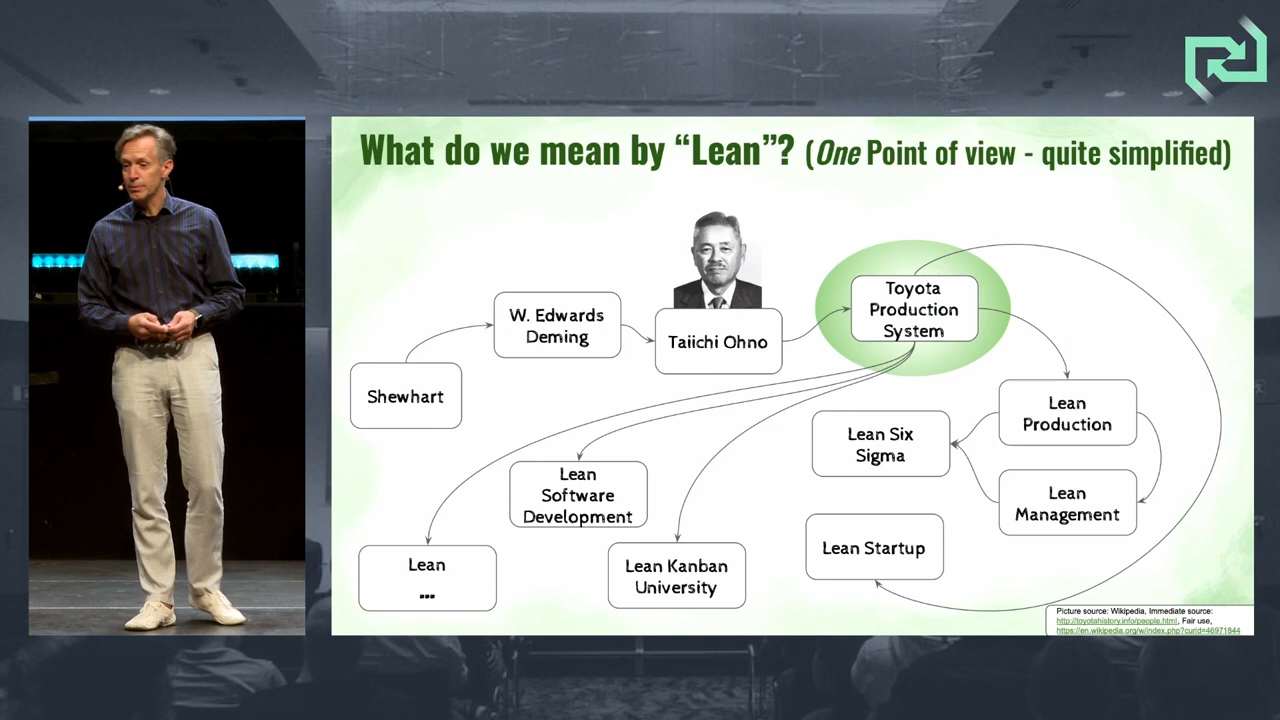 What do we mean by “Lean”? (One Point of view - quite simplified)
W. Edwards
Deming
Taiichi Ohno
Toyota
Production
System
Shewhart
Lean
Production
Lean Six
Sigma
Lean
Software
Development
Lean
Management
Lean Startup
Lean
...
Lean Kanban
University
Picture source: Wikipedia, Immediate source:
http://toyotahistory.info/people.html, Fair use,
https://en.wikipedia.org/w/index.php?curid=46971844